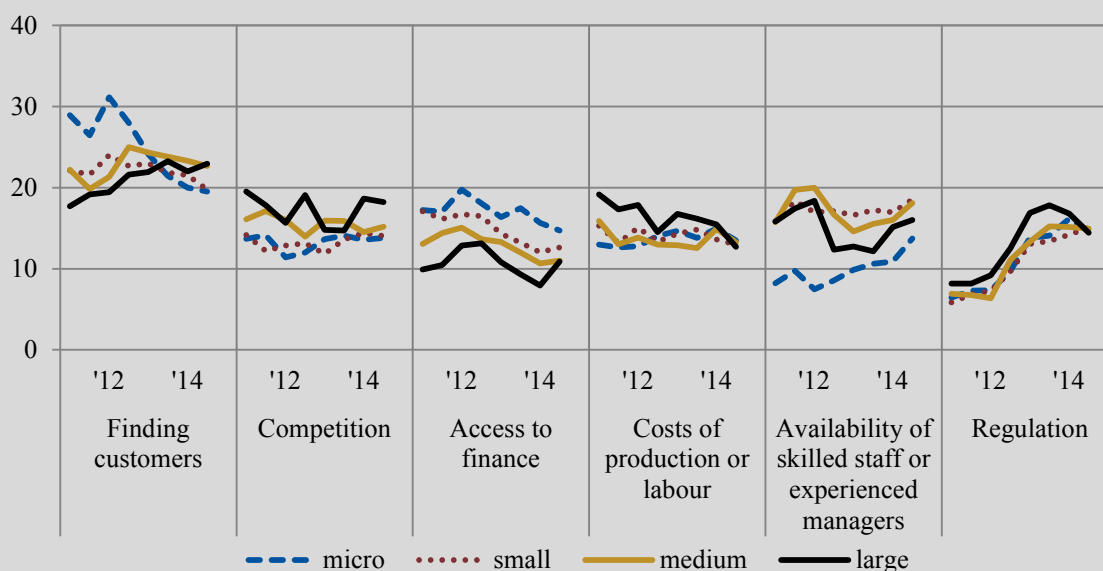 40
30
20
10
0
'12 '14 '12 '14 '12 '14 '12 '14 '12 '14 '12 '14
Finding
customers
Competition
Access to
finance
Costs of
production or
labour
Availability of
skilled staff or
experienced
managers
Regulation
micro small medium large